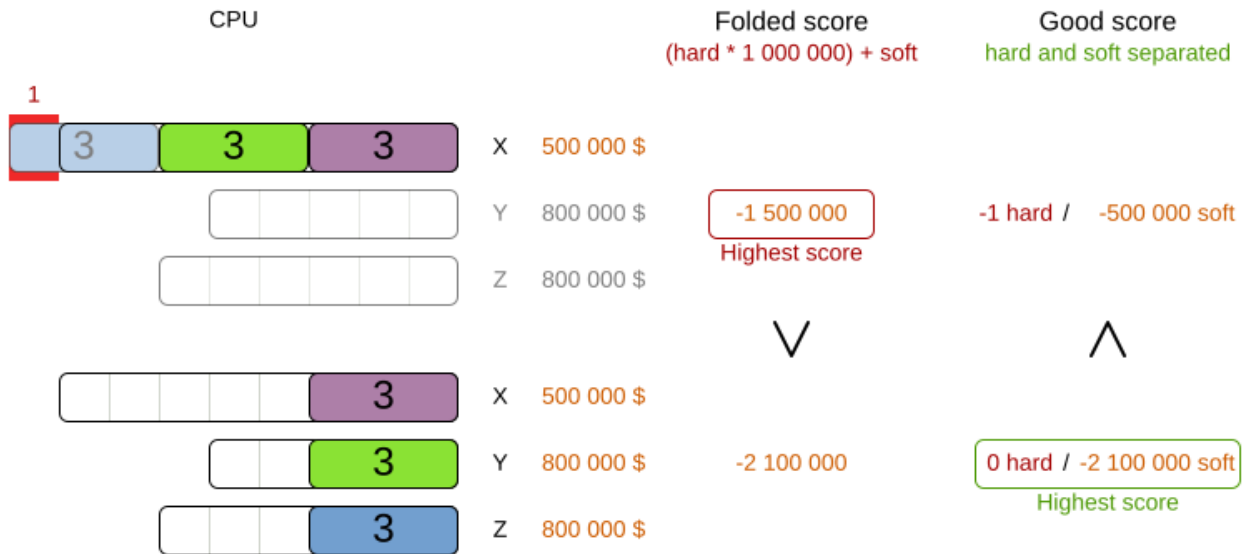 CPU
Folded score
(hard * 1 000 000) + soft
Good score
hard and soft separated
1
3 3 3 X 500 000 $
Y 800 000 $ -1 500 000 -1 hard / -500 000 soft
Highest score
Z 800 000 $
3 X 500 000 $
3 Y 800 000 $ -2 100 000 0 hard / -2 100 000 soft
Highest score
3 Z 800 000 $